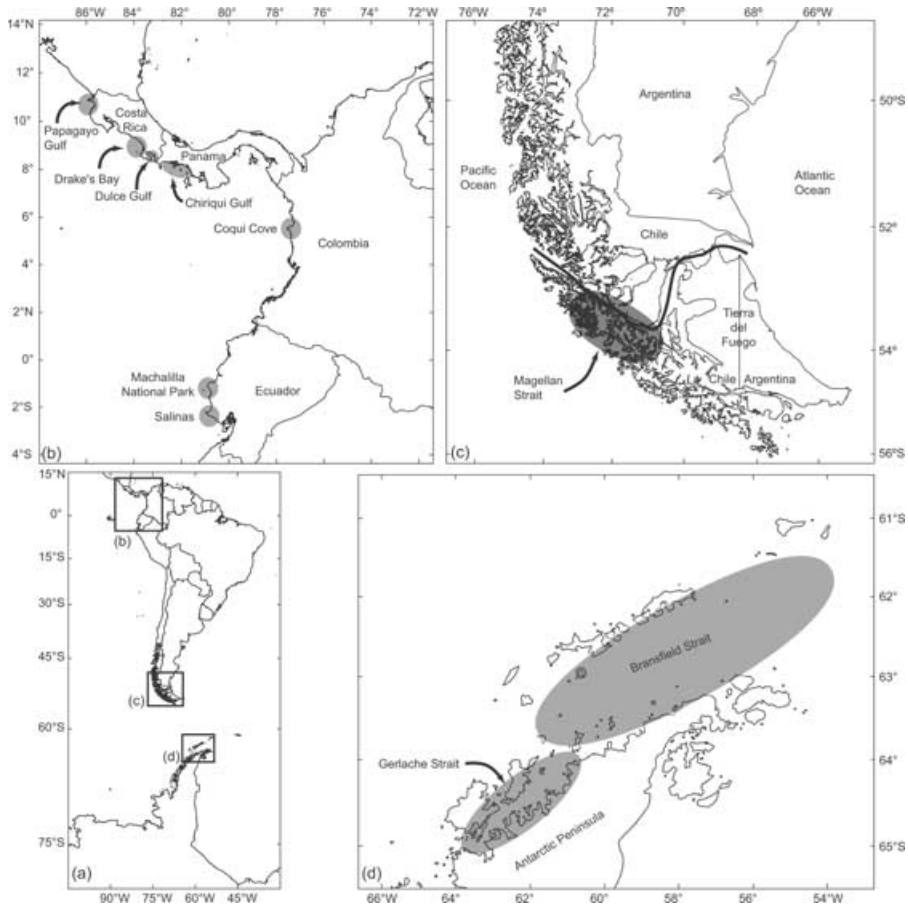 86°W 84° 82° 80° 78° 76° 74° 72°W
14°N
12°
10°
8°
6°
4°
2°N
0°
2°S
4°S
Papagayo
Gulf
Costa
Rica
Drake's Bay
Dulce Gulf
Panama
Chiriqui Gulf
Coqui Cove
Colombia
Machalilla
National Park
Salinas
Ecuador
(b)
76°W 74° 72° 70° 68° 66°W
50°S
52°S
54°S
56°S
Argentina
Pacific
Ocean
Atlantic
Ocean
Chile
Tierra
del
Fuego
Magellan
Strait
Chile
Argentina
(c)
15°N
0°
15°S
30°S
45°S
60°S
75°S
(b)
(c)
(d)
(a)
90°W 75°W 60°W 45°W
61°S
62°
63°
64°
65°S
Bransfield Strait
Gerlache Strait
Antarctic Peninsula
(d)
66°W 64° 62° 60° 58° 56° 54°W